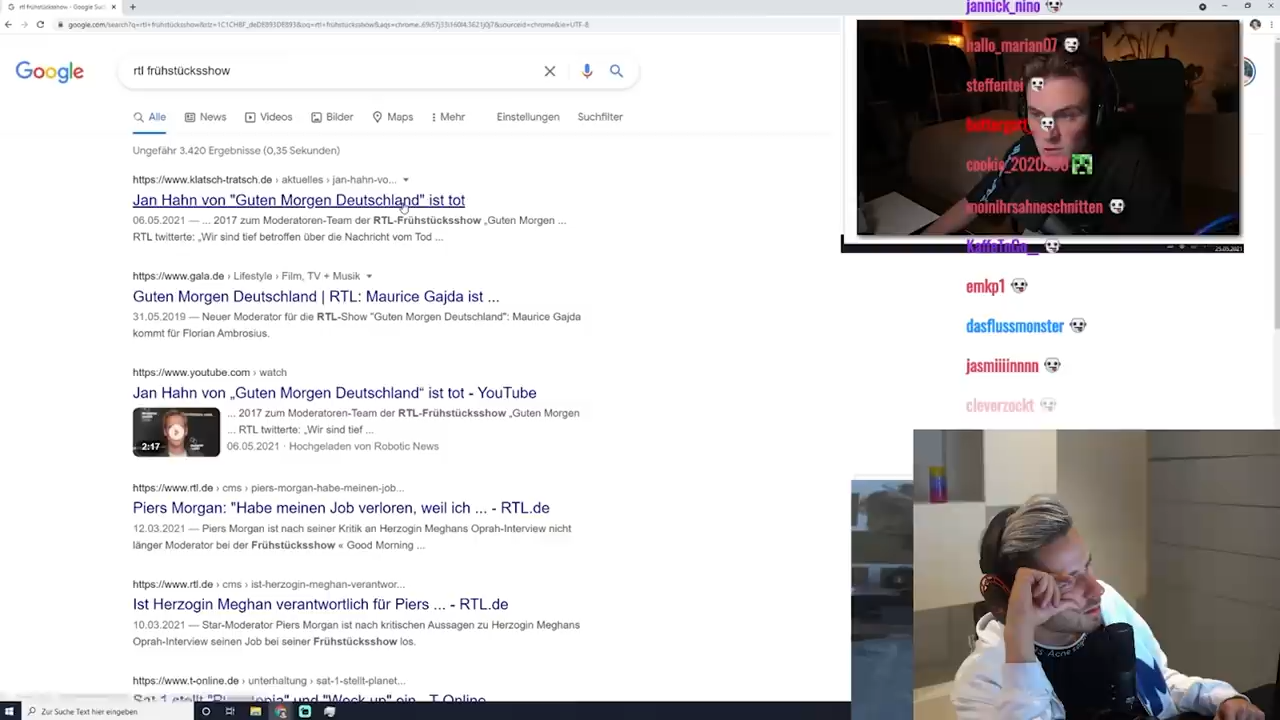 rtl frühstücksshow - Google Suc
Google
rtl frühstücksshow
Alle
News
Videos
Bilder
Maps
Mehr
Einstellungen
Suchfilter
Ungefähr 3.420 Ergebnisse (0,35 Sekunden)
https://www.klatsch-tratsch.de › aktuelles › jan-hahn-vo...
Jan Hahn von "Guten Morgen Deutschland" ist tot
06.05.2021 — ... 2017 zum Moderatoren-Team der RTL-Frühstücksshow „Guten Morgen ...
RTL twitterte: „Wir sind tief betroffen über die Nachricht vom Tod ...
https://www.gala.de › Lifestyle › Film, TV + Musik
Guten Morgen Deutschland | RTL: Maurice Gajda ist ...
31.05.2019 — Neuer Moderator für die RTL-Show "Guten Morgen Deutschland": Maurice Gajda
kommt für Florian Ambrosius.
https://www.youtube.com › watch
Jan Hahn von „Guten Morgen Deutschland“ ist tot - YouTube
2:17
... 2017 zum Moderatoren-Team der RTL-Frühstücksshow „Guten Morgen
... RTL twitterte: „Wir sind tief ...
06.05.2021 · Hochgeladen von Robotic News
https://www.rtl.de › cms › piers-morgan-habe-meinen-job...
Piers Morgan: "Habe meinen Job verloren, weil ich ... - RTL.de
12.03.2021 — Piers Morgan ist nach seiner Kritik an Herzogin Meghans Oprah-Interview nicht
länger Moderator bei der Frühstücksshow « Good Morning ...
https://www.rtl.de › cms › ist-herzogin-meghan-verantwor...
Ist Herzogin Meghan verantwortlich für Piers ... - RTL.de
10.03.2021 — Star-Moderator Piers Morgan ist nach kritischen Aussagen zu Herzogin Meghans
Oprah-Interview seinen Job bei seiner Frühstücksshow los.
https://www.t-online.de › unterhaltung › sat-1-stellt-planet...
Zur Suche Text hier eingeben
jannick_nino
hallo_marian07
steffentei
moinihrsahneschnitten
KaffeToGo_
emkp1
dasflussmonster
jasmiiiinnnn
cleverzockt
25.05.2021